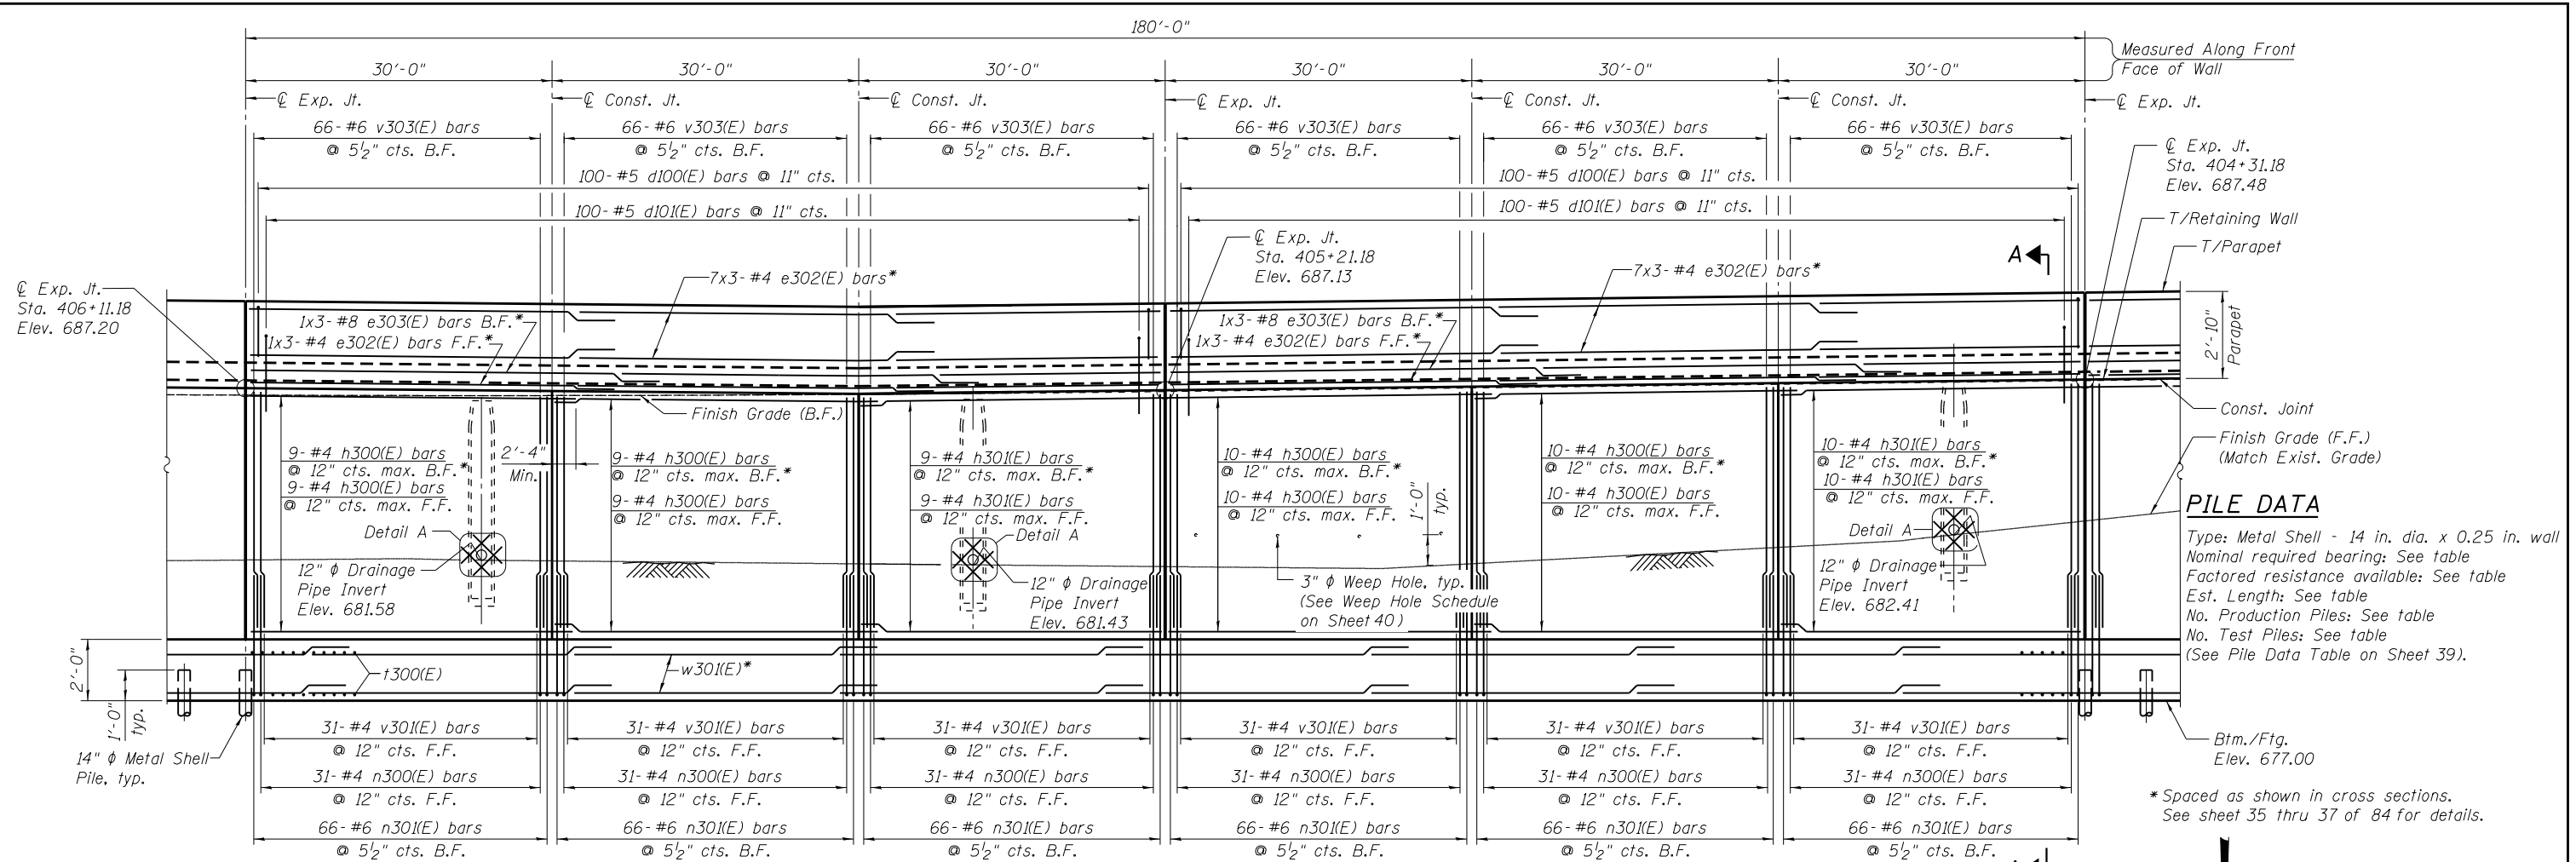 180'-0"
Measured Along Front
Face of Wall
30'-0"
30'-0"
30'-0"
30'-0"
30'-0"
30'-0"
℄ Exp. Jt.
℄ Const. Jt.
℄ Const. Jt.
℄ Exp. Jt.
℄ Const. Jt.
℄ Const. Jt.
℄ Exp. Jt.
66-#6 v303(E) bars
@ 5½" cts. B.F.
66-#6 v303(E) bars
@ 5½" cts. B.F.
66-#6 v303(E) bars
@ 5½" cts. B.F.
66-#6 v303(E) bars
@ 5½" cts. B.F.
66-#6 v303(E) bars
@ 5½" cts. B.F.
66-#6 v303(E) bars
@ 5½" cts. B.F.
℄ Exp. Jt.
Sta. 404+31.18
Elev. 687.48
100-#5 d100(E) bars @ 11" cts.
100-#5 d100(E) bars @ 11" cts.
100-#5 d101(E) bars @ 11" cts.
100-#5 d101(E) bars @ 11" cts.
T/Retaining Wall
T/Parapet
℄ Exp. Jt.
Sta. 405+21.18
Elev. 687.13
A
℄ Exp. Jt.
Sta. 406+11.18
Elev. 687.20
7x3-#4 e302(E) bars*
7x3-#4 e302(E) bars*
1x3-#8 e303(E) bars B.F.*
1x3-#4 e302(E) bars F.F.*
1x3-#8 e303(E) bars B.F.*
1x3-#4 e302(E) bars F.F.*
2'-10"
Parapet
Finish Grade (B.F.)
Const. Joint
Finish Grade (F.F.)
(Match Exist. Grade)
9-#4 h300(E) bars
@ 12" cts. max. B.F.*
9-#4 h300(E) bars
@ 12" cts. max. F.F.
2'-4"
Min.
9-#4 h300(E) bars
@ 12" cts. max. B.F.*
9-#4 h300(E) bars
@ 12" cts. max. F.F.
9-#4 h301(E) bars
@ 12" cts. max. B.F.*
9-#4 h301(E) bars
@ 12" cts. max. F.F.
10-#4 h300(E) bars
@ 12" cts. max. B.F.*
10-#4 h300(E) bars
@ 12" cts. max. F.F.
1'-0"
typ.
10-#4 h300(E) bars
@ 12" cts. max. B.F.*
10-#4 h300(E) bars
@ 12" cts. max. F.F.
10-#4 h301(E) bars
@ 12" cts. max. B.F.*
10-#4 h301(E) bars
@ 12" cts. max. F.F.
Detail A
12" ϕ Drainage
Pipe Invert
Elev. 681.58
Detail A
12" ϕ Drainage
Pipe Invert
Elev. 681.43
3" ϕ Weep Hole, typ.
(See Weep Hole Schedule
on Sheet 40)
Detail A
12" ϕ Drainage
Pipe Invert
Elev. 682.41
PILE DATA
Type: Metal Shell - 14 in. dia. x 0.25 in. wall
Nominal required bearing: See table
Factored resistance available: See table
Est. Length: See table
No. Production Piles: See table
No. Test Piles: See table
(See Pile Data Table on Sheet 39).
2'-0"
1'-0"
typ.
t300(E)
w301(E)*
14" ϕ Metal Shell
Pile, typ.
Btm./Ftg.
Elev. 677.00
31-#4 v301(E) bars
@ 12" cts. F.F.
31-#4 v301(E) bars
@ 12" cts. F.F.
31-#4 v301(E) bars
@ 12" cts. F.F.
31-#4 v301(E) bars
@ 12" cts. F.F.
31-#4 v301(E) bars
@ 12" cts. F.F.
31-#4 v301(E) bars
@ 12" cts. F.F.
31-#4 n300(E) bars
@ 12" cts. F.F.
31-#4 n300(E) bars
@ 12" cts. F.F.
31-#4 n300(E) bars
@ 12" cts. F.F.
31-#4 n300(E) bars
@ 12" cts. F.F.
31-#4 n300(E) bars
@ 12" cts. F.F.
31-#4 n300(E) bars
@ 12" cts. F.F.
66-#6 n301(E) bars
@ 5½" cts. B.F.
66-#6 n301(E) bars
@ 5½" cts. B.F.
66-#6 n301(E) bars
@ 5½" cts. B.F.
66-#6 n301(E) bars
@ 5½" cts. B.F.
66-#6 n301(E) bars
@ 5½" cts. B.F.
66-#6 n301(E) bars
@ 5½" cts. B.F.
* Spaced as shown in cross sections.
See sheet 35 thru 37 of 84 for details.